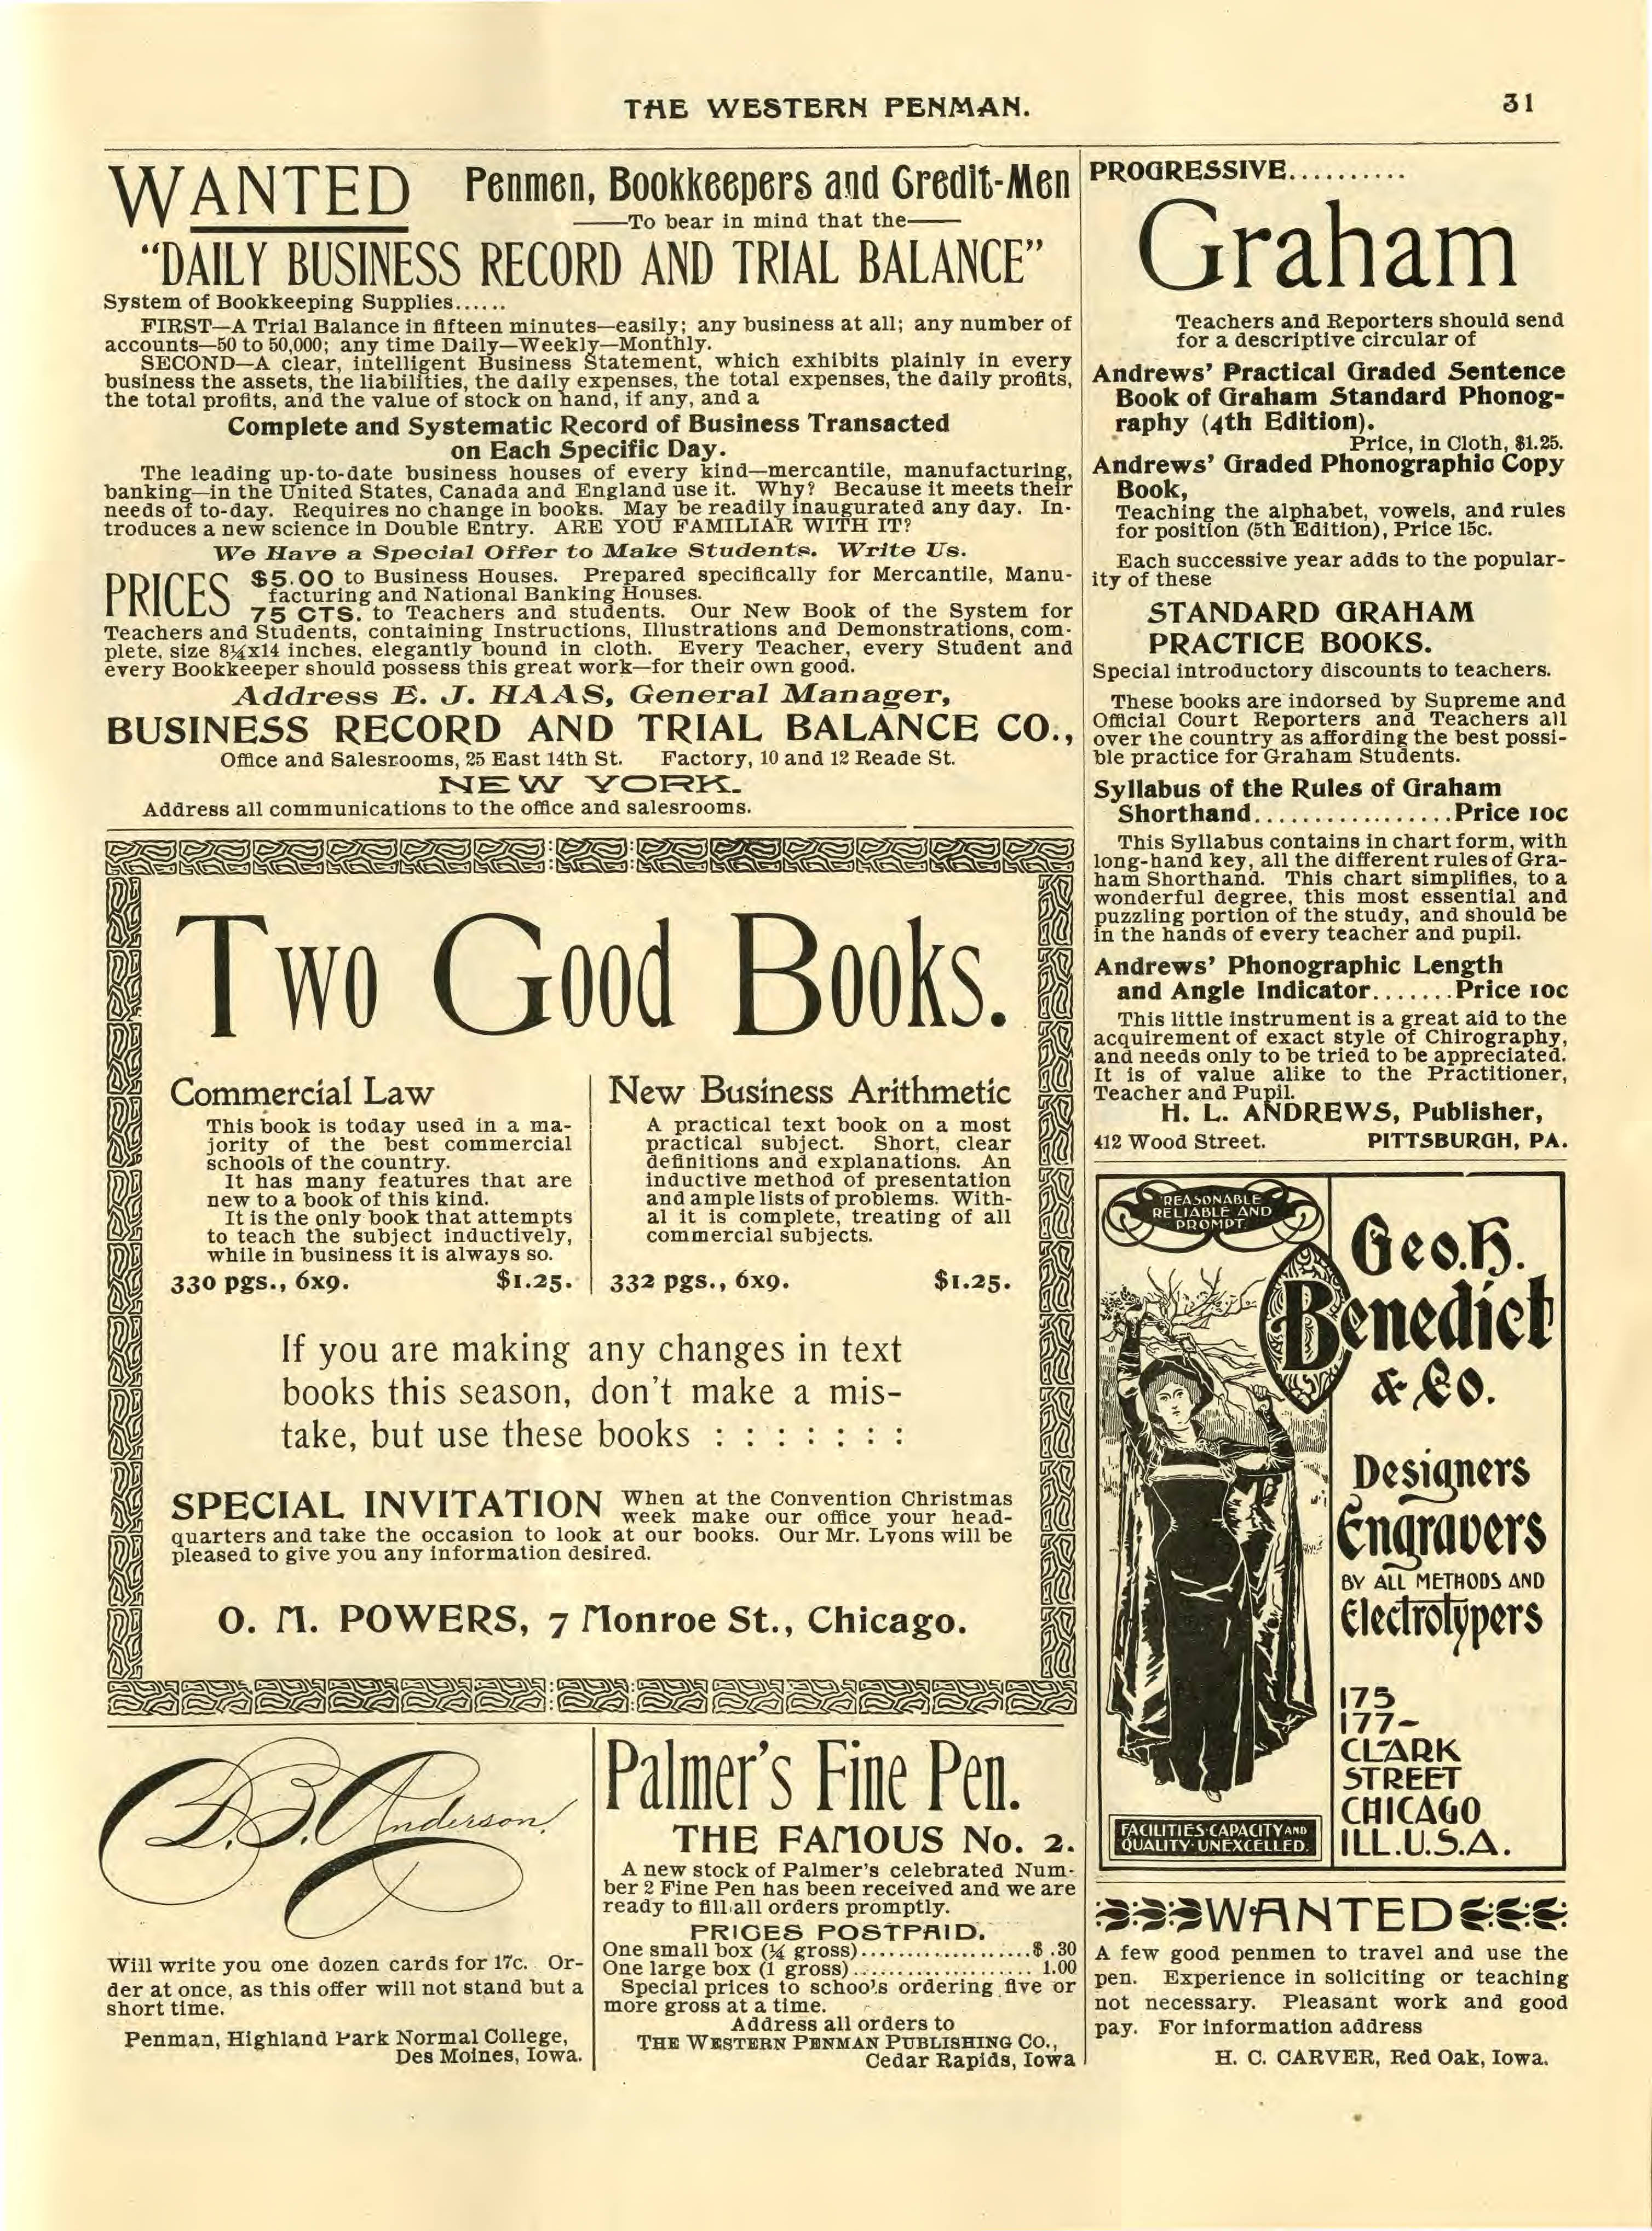 THE WESTERN PENMAN.
31
WANTED Penmen, Bookkeepers and Credit-Men
To bear in mind that the
"DAILY BUSINESS RECORD AND TRIAL BALANCE"
System of Bookkeeping Supplies......
FIRST—A Trial Balance in fifteen minutes—easily; any business at all; any number of
accounts—50 to 50,000; any time Daily—Weekly—Monthly.
SECOND—A clear, intelligent Business Statement, which exhibits plainly in every
business the assets, the liabilities, the daily expenses, the total expenses, the daily profits,
the total profits, and the value of stock on hand, if any, and a
Complete and Systematic Record of Business Transacted
on Each Specific Day.
The leading up-to-date business houses of every kind—mercantile, manufacturing,
banking—in the United States, Canada and England use it. Why? Because it meets their
needs of to-day. Requires no change in books. May be readily inaugurated any day. In-
troduces a new science in Double Entry. ARE YOU FAMILIAR WITH IT?
We Have a Special Offer to Make Students. Write Us.
PRICES $5.00 to Business Houses. Prepared specifically for Mercantile, Manu-
facturing and National Banking Houses.
75 CTS. to Teachers and students. Our New Book of the System for
Teachers and Students, containing Instructions, Illustrations and Demonstrations, com-
plete, size 8½x14 inches, elegantly bound in cloth. Every Teacher, every Student and
every Bookkeeper should possess this great work—for their own good.
Address E. J. HAAS, General Manager,
BUSINESS RECORD AND TRIAL BALANCE CO.,
Office and Salesrooms, 25 East 14th St. Factory, 10 and 12 Reade St.
NEW YORK.
Address all communications to the office and salesrooms.
Two Good Books.
Commercial Law
This book is today used in a ma-
jority of the best commercial
schools of the country.
It has many features that are
new to a book of this kind.
It is the only book that attempts
to teach the subject inductively,
while in business it is always so.
330 pgs., 6x9. $1.25.
New Business Arithmetic
A practical text book on a most
practical subject. Short, clear
definitions and explanations. An
inductive method of presentation
and ample lists of problems. With-
al it is complete, treating of all
commercial subjects.
332 pgs., 6x9. $1.25.
If you are making any changes in text
books this season, don't make a mis-
take, but use these books : : : : : : :
SPECIAL INVITATION When at the Convention Christmas
week make our office your head-
quarters and take the occasion to look at our books. Our Mr. Lyons will be
pleased to give you any information desired.
O. M. POWERS, 7 Monroe St., Chicago.
D. B. Anderson.
Will write you one dozen cards for 17c. Or-
der at once, as this offer will not stand but a
short time.
Penman, Highland Park Normal College,
Des Moines, Iowa.
Palmer's Fine Pen.
THE FAMOUS No. 2.
A new stock of Palmer's celebrated Num-
ber 2 Fine Pen has been received and we are
ready to fill all orders promptly.
PRICES POSTPAID.
One small box (¼ gross)....................$ .30
One large box (1 gross)..................... 1.00
Special prices to schools ordering five or
more gross at a time.
Address all orders to
THE WESTERN PENMAN PUBLISHING CO.,
Cedar Rapids, Iowa
PROGRESSIVE..........
Graham
Teachers and Reporters should send
for a descriptive circular of
Andrews' Practical Graded Sentence
Book of Graham Standard Phonog-
raphy (4th Edition).
Price, in Cloth, $1.25.
Andrews' Graded Phonographic Copy
Book,
Teaching the alphabet, vowels, and rules
for position (5th Edition), Price 15c.
Each successive year adds to the popular-
ity of these
STANDARD GRAHAM
PRACTICE BOOKS.
Special introductory discounts to teachers.
These books are indorsed by Supreme and
Official Court Reporters and Teachers all
over the country as affording the best possi-
ble practice for Graham Students.
Syllabus of the Rules of Graham
Shorthand.................Price 10c
This Syllabus contains in chart form, with
long-hand key, all the different rules of Gra-
ham Shorthand. This chart simplifies, to a
wonderful degree, this most essential and
puzzling portion of the study, and should be
in the hands of every teacher and pupil.
Andrews' Phonographic Length
and Angle Indicator.......Price 10c
This little instrument is a great aid to the
acquirement of exact style of Chirography,
and needs only to be tried to be appreciated.
It is of value alike to the Practitioner,
Teacher and Pupil.
H. L. ANDREWS, Publisher,
412 Wood Street. PITTSBURGH, PA.
REASONABLE
RELIABLE AND
PROMPT.
Geo. H.
Benedict
& Co.
Designers
Engravers
BY ALL METHODS AND
Electrotypers
175
177-
CLARK
STREET
CHICAGO
ILL. U.S.A.
FACILITIES·CAPACITY AND
QUALITY·UNEXCELLED.
WANTED
A few good penmen to travel and use the
pen. Experience in soliciting or teaching
not necessary. Pleasant work and good
pay. For information address
H. C. CARVER, Red Oak, Iowa.